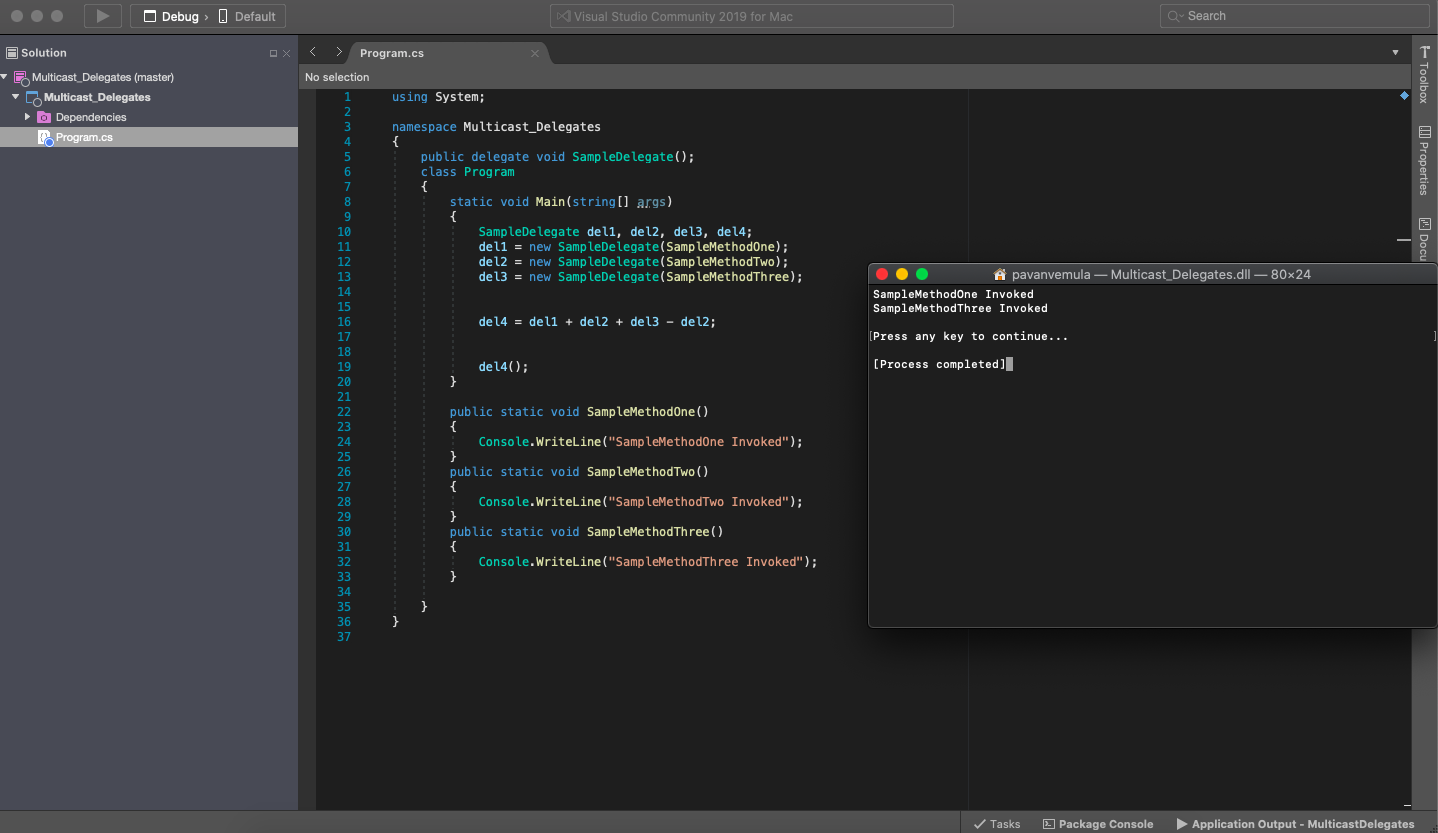 Debug › Default
Visual Studio Community 2019 for Mac
Search
Solution
Multicast_Delegates (master)
Multicast_Delegates
Dependencies
Program.cs
Program.cs
No selection
1 using System;
2
3 namespace Multicast_Delegates
4 {
5 public delegate void SampleDelegate();
6 class Program
7 {
8 static void Main(string[] args)
9 {
10 SampleDelegate del1, del2, del3, del4;
11 del1 = new SampleDelegate(SampleMethodOne);
12 del2 = new SampleDelegate(SampleMethodTwo);
13 del3 = new SampleDelegate(SampleMethodThree);
14
15
16 del4 = del1 + del2 + del3 - del2;
17
18
19 del4();
20 }
21
22 public static void SampleMethodOne()
23 {
24 Console.WriteLine("SampleMethodOne Invoked");
25 }
26 public static void SampleMethodTwo()
27 {
28 Console.WriteLine("SampleMethodTwo Invoked");
29 }
30 public static void SampleMethodThree()
31 {
32 Console.WriteLine("SampleMethodThree Invoked");
33 }
34
35 }
36 }
37
pavanvemula — Multicast_Delegates.dll — 80×24
SampleMethodOne Invoked
SampleMethodThree Invoked
[Press any key to continue... ]
[Process completed]
Toolbox
Properties
Docu
Tasks
Package Console
Application Output - MulticastDelegates